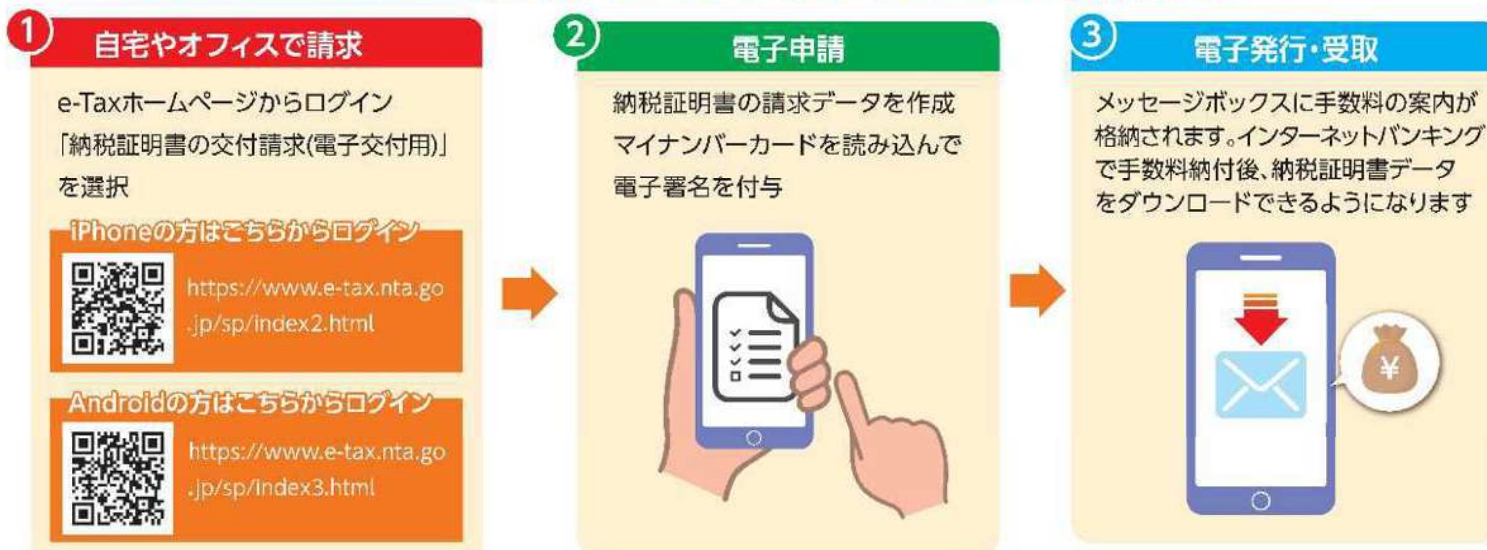 1 自宅やオフィスで請求
e-Taxホームページからログイン
「納税証明書の交付請求(電子交付用)」
を選択
iPhoneの方はこちらからログイン
https://www.e-tax.nta.go
.jp/sp/index2.html
Androidの方はこちらからログイン
https://www.e-tax.nta.go
.jp/sp/index3.html
2 電子申請
納税証明書の請求データを作成
マイナンバーカードを読み込んで
電子署名を付与
3 電子発行・受取
メッセージボックスに手数料の案内が
格納されます。インターネットバンキング
で手数料納付後、納税証明書データ
をダウンロードできるようになります
¥